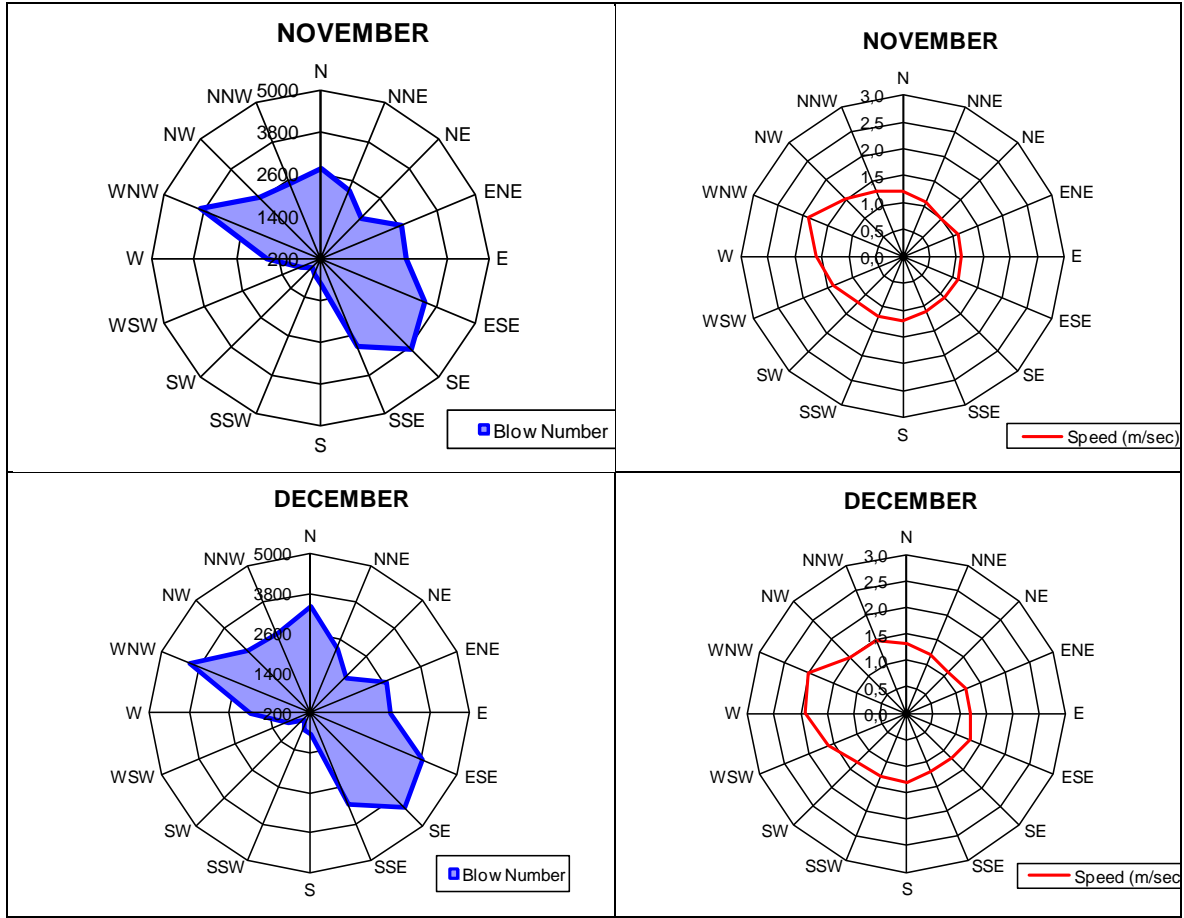 NOVEMBER
N
NNE
NE
ENE
E
ESE
SE
SSE
S
SSW
SW
WSW
W
WNW
NW
NNW
5000
3800
2600
1400
200
Blow Number
NOVEMBER
N
NNE
NE
ENE
E
ESE
SE
SSE
S
SSW
SW
WSW
W
WNW
NW
NNW
3,0
2,5
2,0
1,5
1,0
0,5
0,0
Speed (m/sec)
DECEMBER
N
NNE
NE
ENE
E
ESE
SE
SSE
S
SSW
SW
WSW
W
WNW
NW
NNW
5000
3800
2600
1400
200
Blow Number
DECEMBER
N
NNE
NE
ENE
E
ESE
SE
SSE
S
SSW
SW
WSW
W
WNW
NW
NNW
3,0
2,5
2,0
1,5
1,0
0,5
0,0
Speed (m/sec